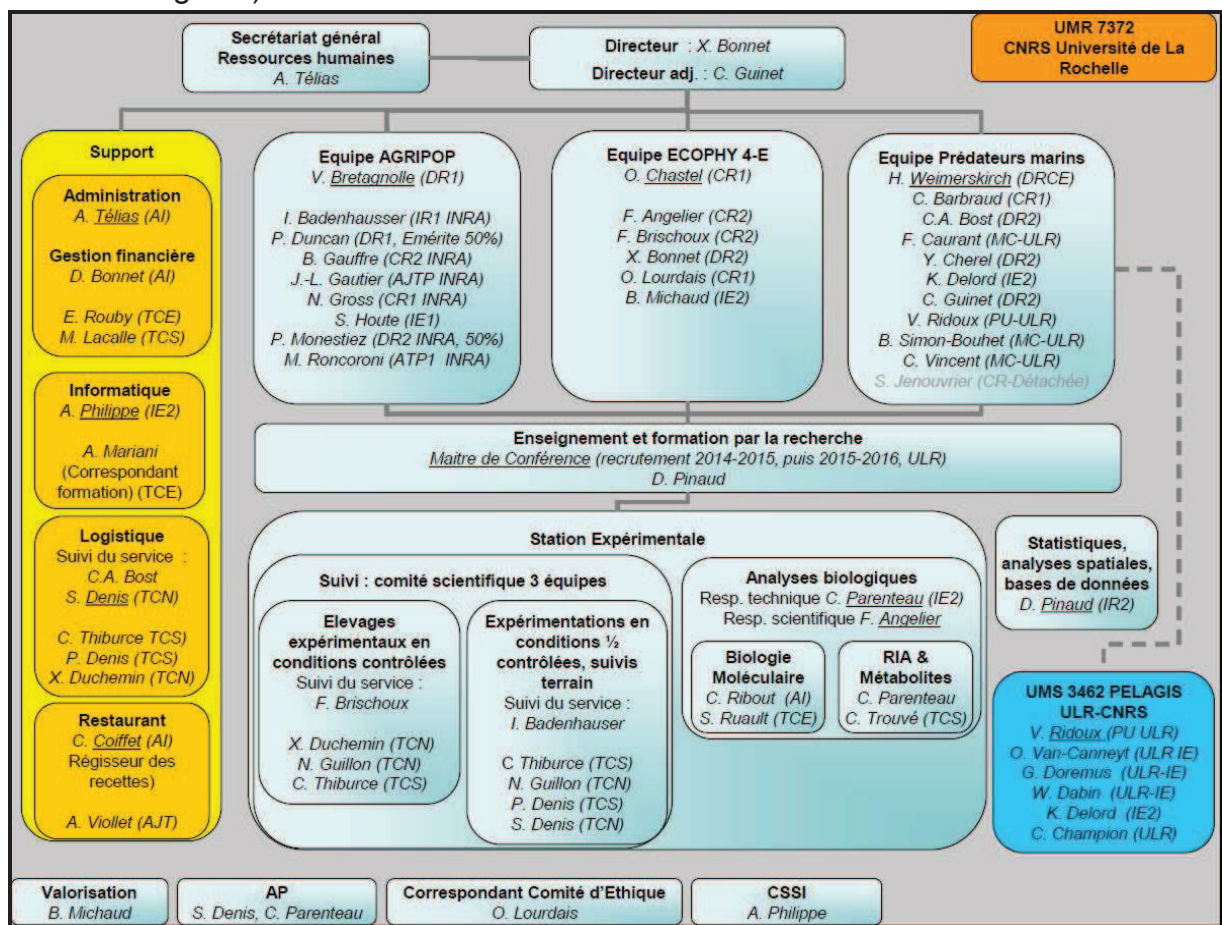 Secrétariat général
Ressources humaines
A. Télias
Directeur : X. Bonnet
Directeur adj. : C. Guinet
UMR 7372
CNRS Université de La
Rochelle
Support
Administration
A. Télias (AI)
Gestion financière
D. Bonnet (AI)
E. Rouby (TCE)
M. Lacalle (TCS)
Informatique
A. Philippe (IE2)
A. Mariani
(Correspondant
formation) (TCE)
Logistique
Suivi du service :
C.A. Bost
S. Denis (TCN)
C. Thiburce TCS)
P. Denis (TCS)
X. Duchemin (TCN)
Restaurant
C. Coiffet (AI)
Régisseur des
recettes)
A. Viollet (AJT)
Equipe AGRIPOP
V. Bretagnolle (DR1)
I. Badenhausser (IR1 INRA)
P. Duncan (DR1, Emérite 50%)
B. Gauffre (CR2 INRA)
J.-L. Gautier (AJTP INRA)
N. Gross (CR1 INRA)
S. Houte (IE1)
P. Monestiez (DR2 INRA, 50%)
M. Roncoroni (ATP1 INRA)
Equipe ECOPHY 4-E
O. Chastel (CR1)
F. Angelier (CR2)
F. Brischoux (CR2)
X. Bonnet (DR2)
O. Lourdais (CR1)
B. Michaud (IE2)
Equipe Prédateurs marins
H. Weimerskirch (DRCE)
C. Barbraud (CR1)
C.A. Bost (DR2)
F. Caurant (MC-ULR)
Y. Cherel (DR2)
K. Delord (IE2)
C. Guinet (DR2)
V. Ridoux (PU-ULR)
B. Simon-Bouhet (MC-ULR)
C. Vincent (MC-ULR)
S. Jenouvrier (CR-Détachée)
Enseignement et formation par la recherche
Maitre de Conférence (recrutement 2014-2015, puis 2015-2016, ULR)
D. Pinaud
Station Expérimentale
Suivi : comité scientifique 3 équipes
Elevages
expérimentaux en
conditions contrôlées
Suivi du service :
F. Brischoux
X. Duchemin (TCN)
N. Guillon (TCN)
C. Thiburce (TCS)
Expérimentations en
conditions ½
contrôlées, suivis
terrain
Suivi du service :
I. Badenhauser
C Thiburce (TCS)
N. Guillon (TCN)
P. Denis (TCS)
S. Denis (TCN)
Analyses biologiques
Resp. technique C. Parenteau (IE2)
Resp. scientifique F. Angelier
Biologie
Moléculaire
C. Ribout (AI)
S. Ruault (TCE)
RIA &
Métabolites
C. Parenteau
C. Trouvé (TCS)
Statistiques,
analyses spatiales,
bases de données
D. Pinaud (IR2)
UMS 3462 PELAGIS
ULR-CNRS
V. Ridoux (PU ULR)
O. Van-Canneyt (ULR IE)
G. Doremus (ULR-IE)
W. Dabin (ULR-IE)
K. Delord (IE2)
C. Champion (ULR)
Valorisation
B. Michaud
AP
S. Denis, C. Parenteau
Correspondant Comité d'Ethique
O. Lourdais
CSSI
A. Philippe